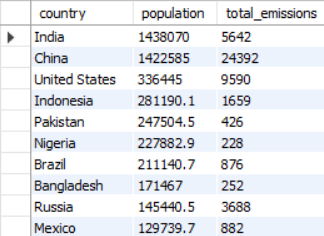 country population total_emissions
India 1438070 5642
China 1422585 24392
United States 336445 9590
Indonesia 281190.1 1659
Pakistan 247504.5 426
Nigeria 227882.9 228
Brazil 211140.7 876
Bangladesh 171467 252
Russia 145440.5 3688
Mexico 129739.7 882